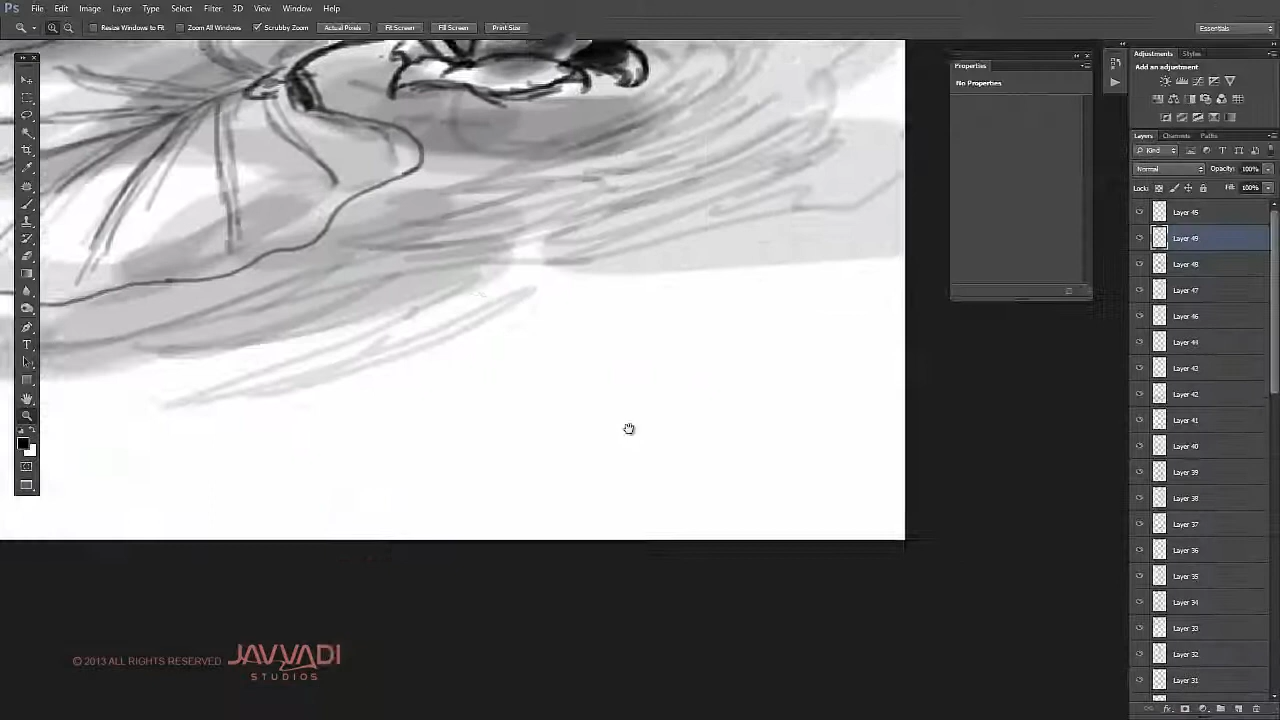 Ps File Edit Image Layer Type Select Filter 3D View Window Help
Resize Windows to Fit Zoom All Windows Scrubby Zoom Actual Pixels Fit Screen Fill Screen Print Size Essentials
Properties
No Properties
Adjustments Styles
Add an adjustment
Layers Channels Paths
Kind
Normal Opacity: 100%
Lock: Fill: 100%
Layer 45
Layer 49
Layer 48
Layer 47
Layer 46
Layer 44
Layer 43
Layer 42
Layer 41
Layer 40
Layer 39
Layer 38
Layer 37
Layer 36
Layer 35
Layer 34
Layer 33
Layer 32
Layer 31
© 2013 ALL RIGHTS RESERVED JAVVADI
STUDIOS